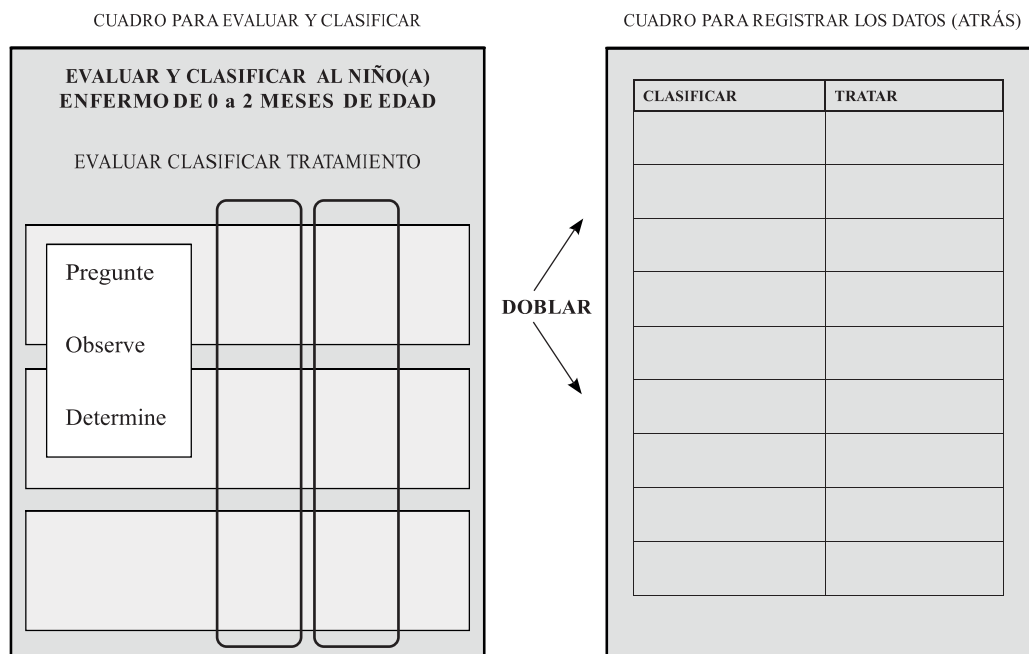 CUADRO PARA EVALUAR Y CLASIFICAR
EVALUAR Y CLASIFICAR AL NIÑO(A)
ENFERMO DE 0 a 2 MESES DE EDAD
EVALUAR CLASIFICAR TRATAMIENTO
Pregunte
Observe
Determine
DOBLAR
CUADRO PARA REGISTRAR LOS DATOS (ATRÁS)
CLASIFICAR
TRATAR